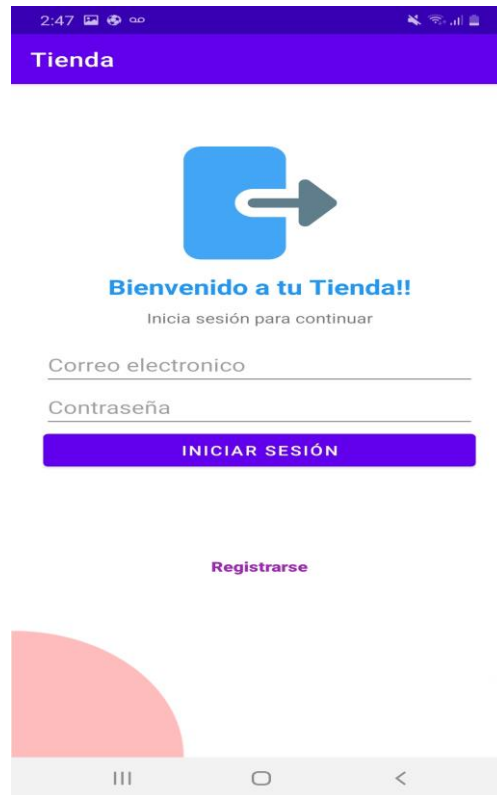 2:47
Tienda
Bienvenido a tu Tienda!!
Inicia sesión para continuar
Correo electronico
Contraseña
INICIAR SESIÓN
Registrarse